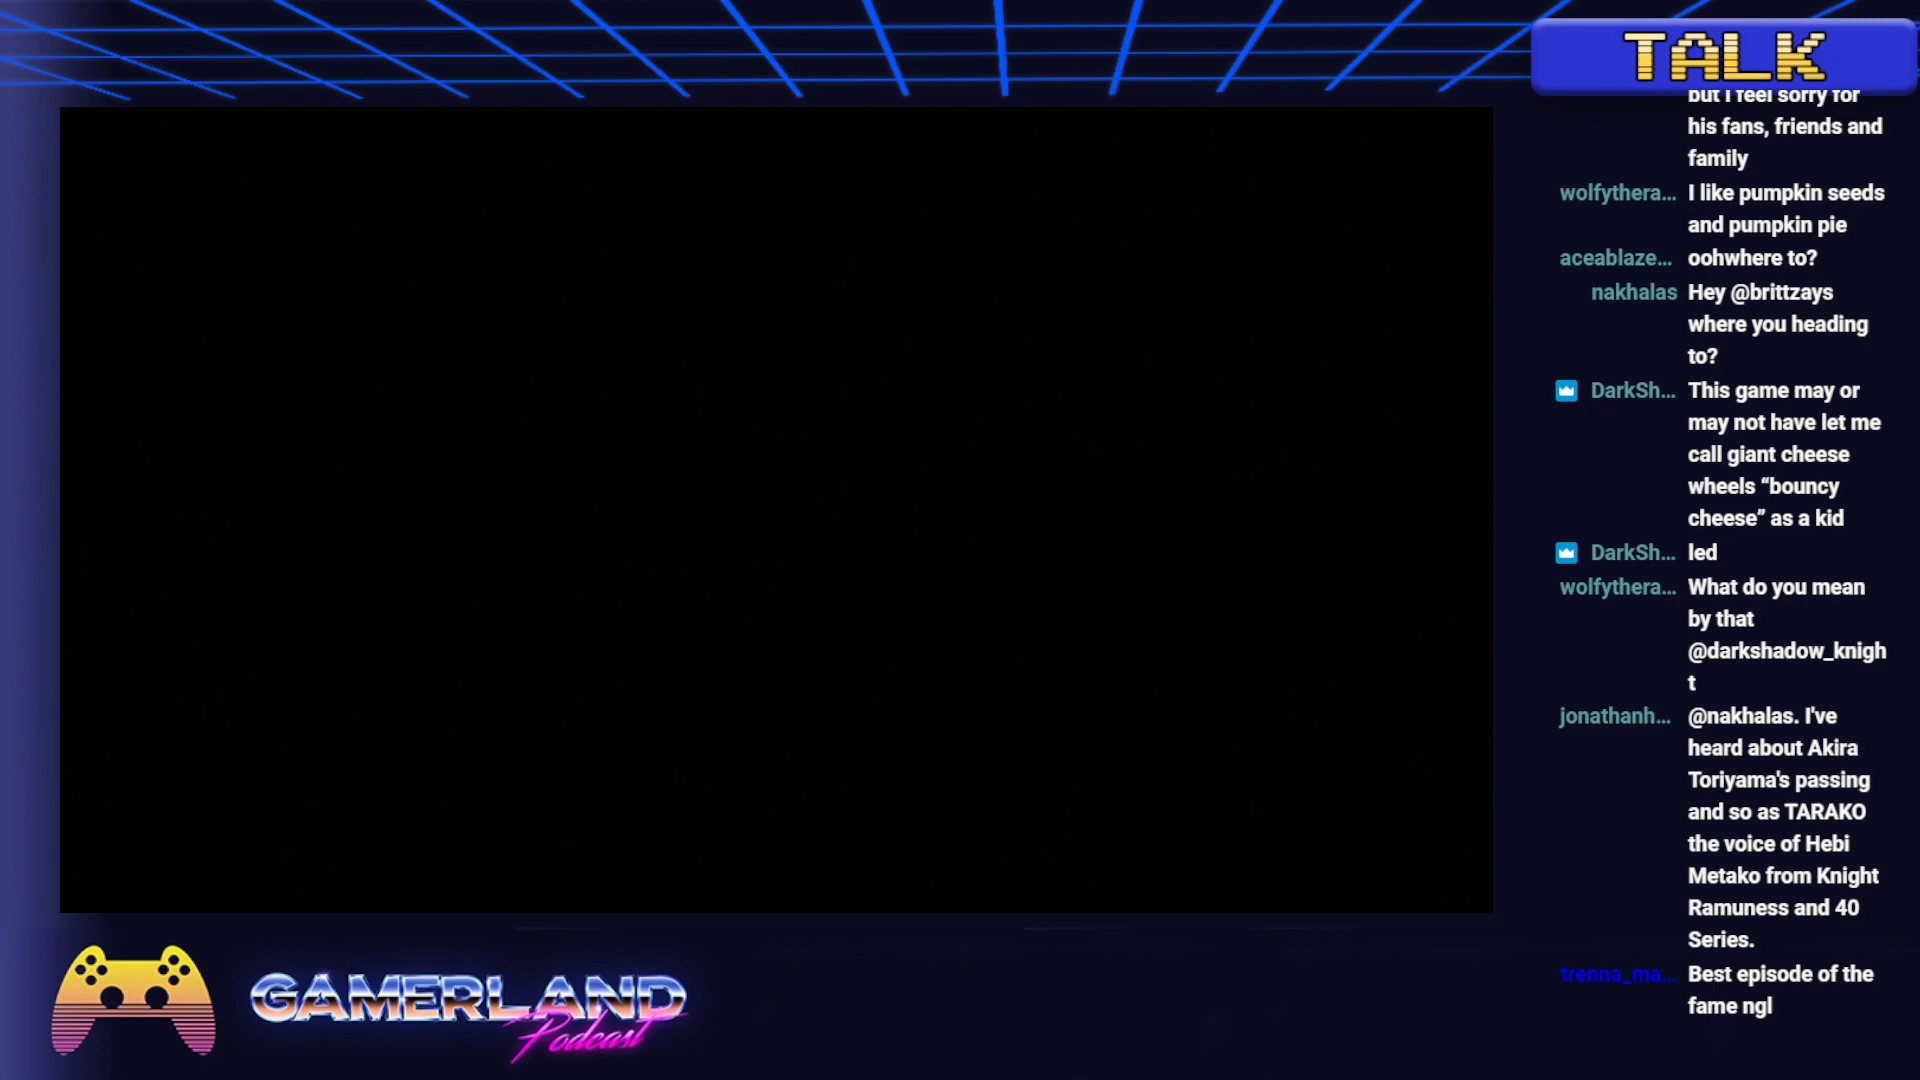 TALK
but I feel sorry for
his fans, friends and
family
wolfythera... I like pumpkin seeds
and pumpkin pie
aceablaze... oohwhere to?
nakhalas Hey @brittzays
where you heading
to?
DarkSh... This game may or
may not have let me
call giant cheese
wheels “bouncy
cheese” as a kid
DarkSh... led
wolfythera... What do you mean
by that
@darkshadow_knigh
t
jonathanh... @nakhalas. I've
heard about Akira
Toriyama's passing
and so as TARAKO
the voice of Hebi
Metako from Knight
Ramuness and 40
Series.
trenna_ma... Best episode of the
fame ngl
GAMERLAND
Podcast